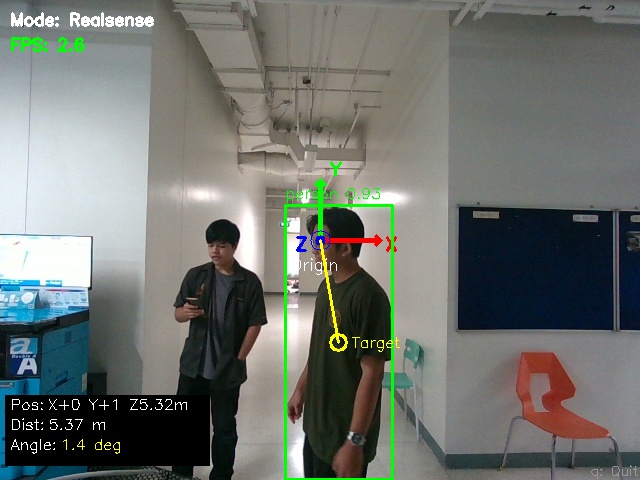 Mode: Realsense
FPS: 2.6
Y
person 0.93
Z
X
Origin
Target
a
A
Double A
Pos: X+0 Y+1 Z5.32m
Dist: 5.37 m
Angle: 1.4 deg
q: Quit